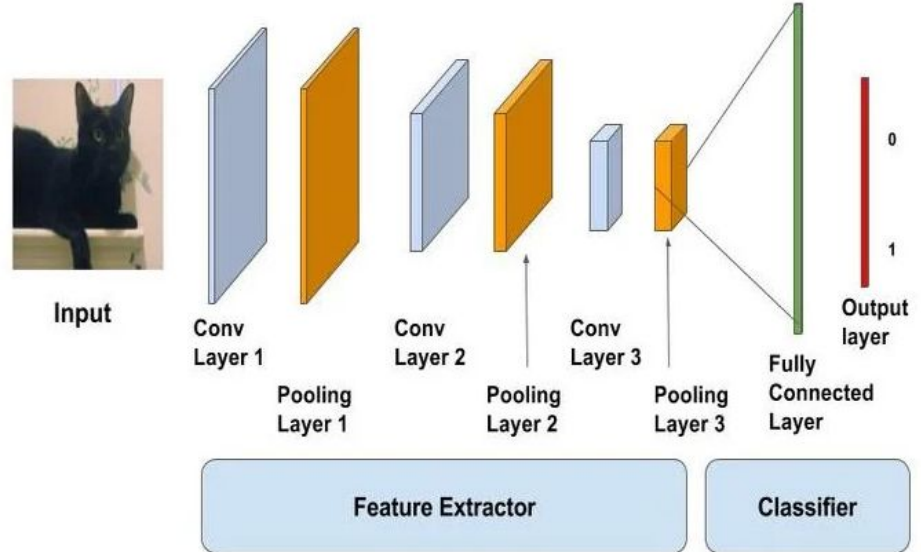 Input
Conv
Layer 1
Pooling
Layer 1
Conv
Layer 2
Pooling
Layer 2
Conv
Layer 3
Pooling
Layer 3
Fully
Connected
Layer
0
1
Output
layer
Feature Extractor
Classifier